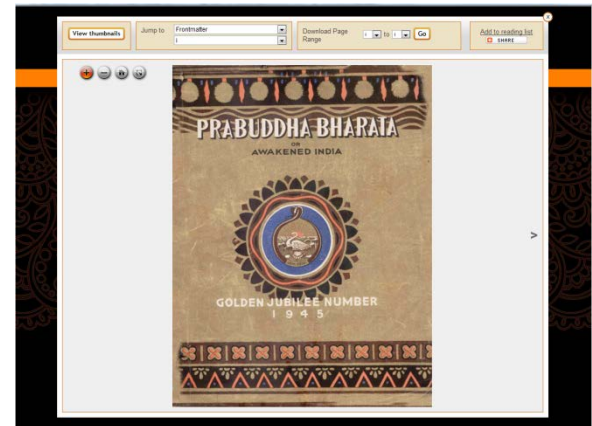 View thumbnails
Jump to
Frontmatter
i
Download Page Range
i to i
Go
Add to reading list
SHARE
x
PRABUDDHA BHARATA
OR
AWAKENED INDIA
GOLDEN JUBILEE NUMBER
1945
>